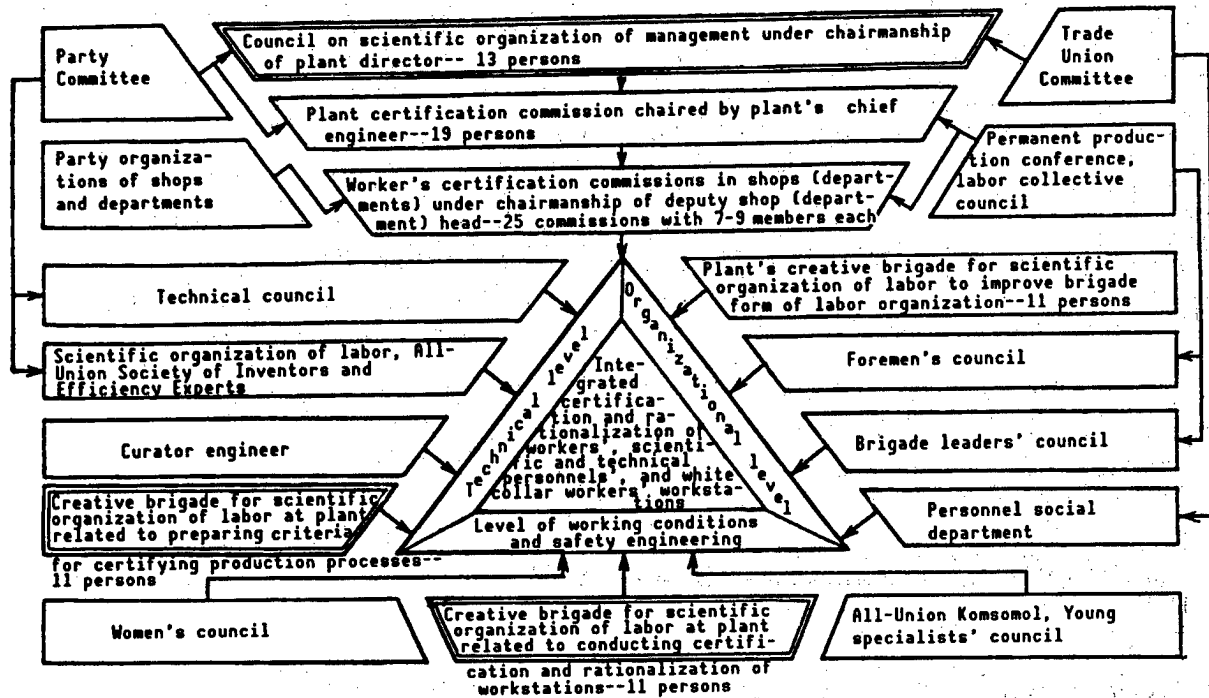 Party
Committee
Council on scientific organization of management under chairmanship
of plant director-- 13 persons
Trade
Union
Committee
Plant certification commission chaired by plant's chief
engineer--19 persons
Party organiza-
tions of shops
and departments
Worker's certification commissions in shops (depart-
ments) under chairmanship of deputy shop (depart-
ment) head--25 commissions with 7-9 members each
Permanent produc-
tion conference,
labor collective
council
Technical council
Scientific organization of labor, All-
Union Society of Inventors and
Efficiency Experts
Curator engineer
Creative brigade for scientific
organization of labor at plant
related to preparing criteria
for certifying production processes--
11 persons
Technical level
Organizational level
Inte-
grated
certifica-
tion and ra-
tionalization of
workers', scienti-
fic and technical
personnels', and white
collar workers' worksta-
tions
Level of working conditions
and safety engineering
Plant's creative brigade for scientific
organization of labor to improve brigade
form of labor organization--11 persons
Foremen's council
Brigade leaders' council
Personnel social
department
Women's council
Creative brigade for scientific
organization of labor at plant
related to conducting certifi-
cation and rationalization of
workstations--11 persons
All-Union Komsomol, Young
specialists' council